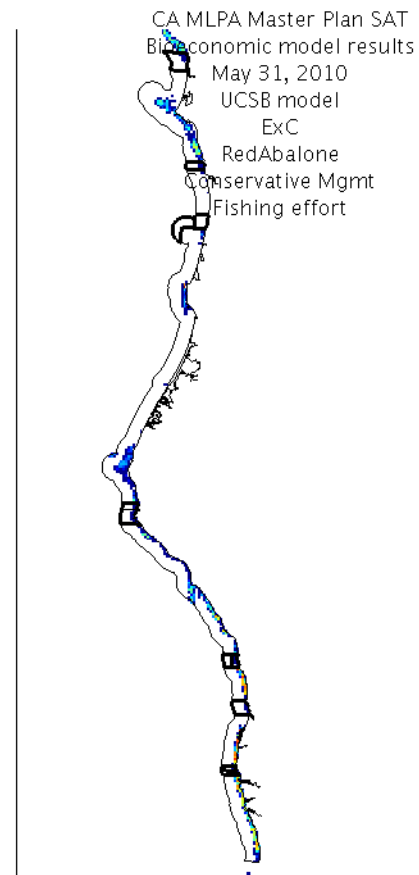 CA MLPA Master Plan SAT
Bioeconomic model results
May 31, 2010
UCSB model
ExC
RedAbalone
Conservative Mgmt
Fishing effort